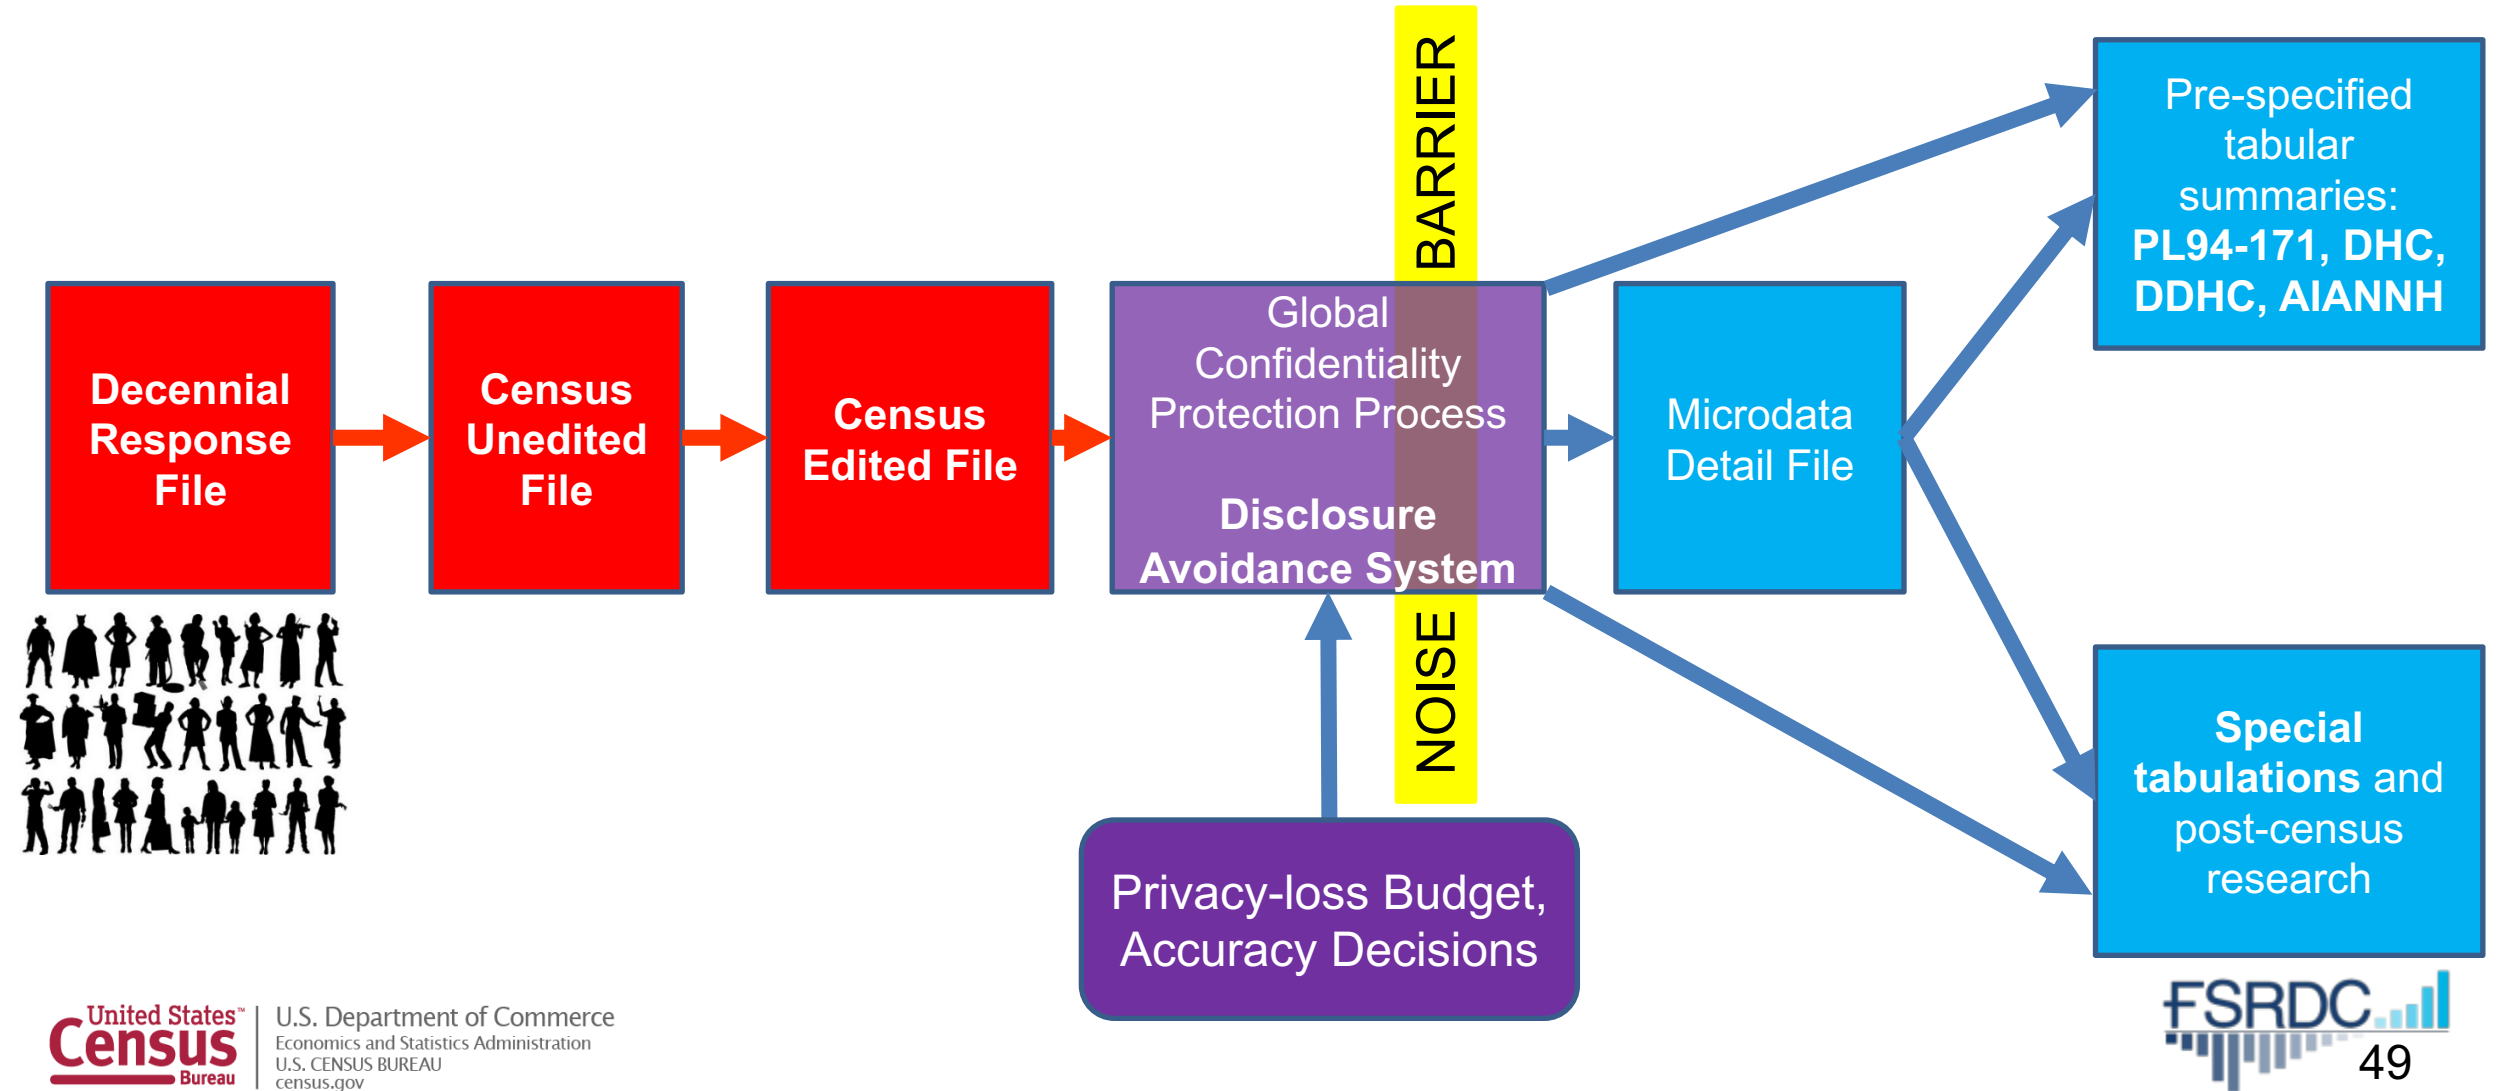 NOISE BARRIER
Decennial
Response
File
Census
Unedited
File
Census
Edited File
Global
Confidentiality
Protection Process
Disclosure
Avoidance System
Privacy-loss Budget,
Accuracy Decisions
Microdata
Detail File
Pre-specified
tabular
summaries:
PL94-171, DHC,
DDHC, AIANNH
Special
tabulations and
post-census
research
United States™
Census
Bureau
U.S. Department of Commerce
Economics and Statistics Administration
U.S. CENSUS BUREAU
census.gov
FSRDC
49